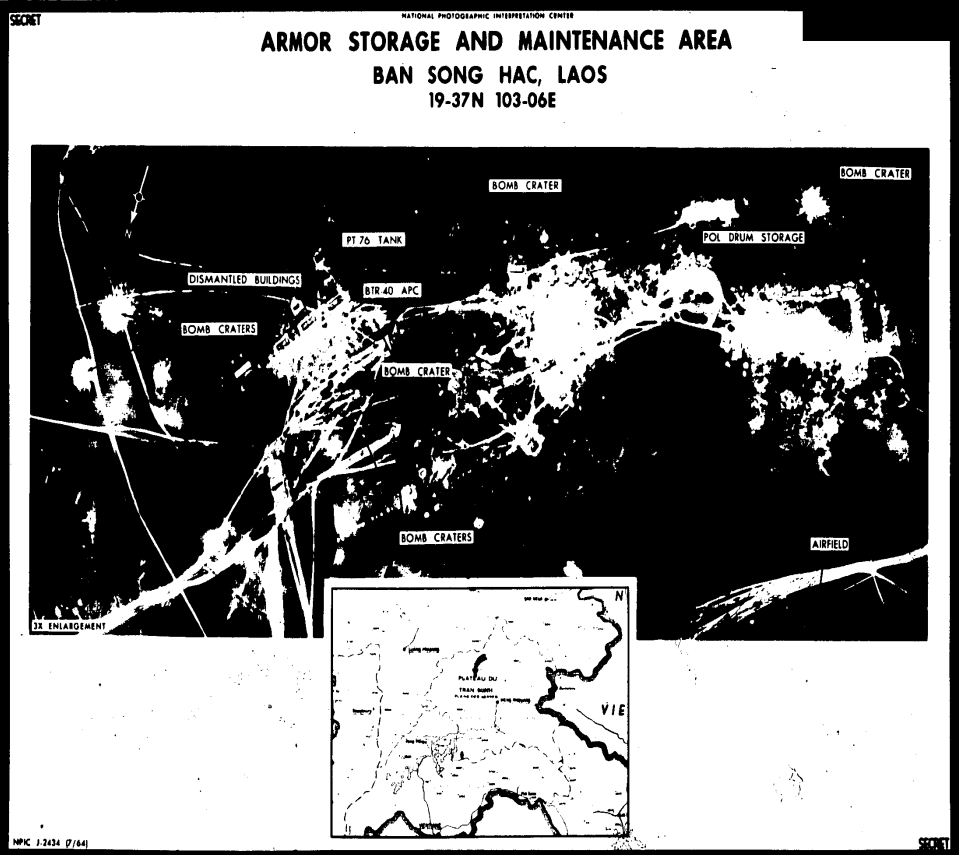 SECRET
NATIONAL PHOTOGRAPHIC INTERPRETATION CENTER
ARMOR STORAGE AND MAINTENANCE AREA
BAN SONG HAC, LAOS
19-37N 103-06E
BOMB CRATER
BOMB CRATER
PT 76 TANK
POL DRUM STORAGE
DISMANTLED BUILDINGS
BTR-40 APC
BOMB CRATERS
BOMB CRATER
BOMB CRATERS
AIRFIELD
3X ENLARGEMENT
N
PLATEAU DU
TRAN NINH
VIE
NPIC J-2434 (7/64)
SECRET